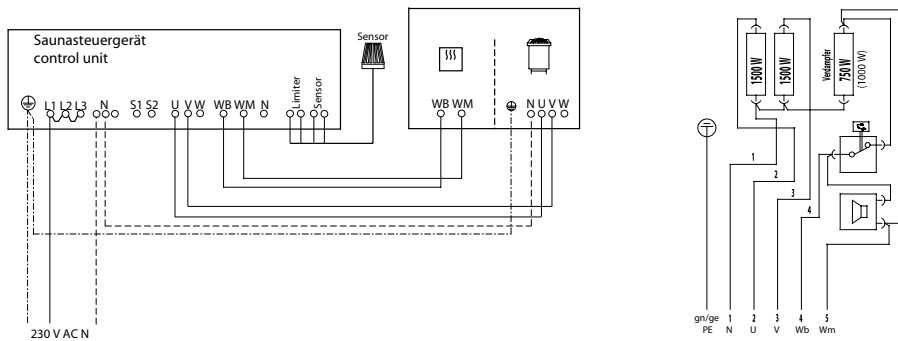 Saunasteuergerät
control unit
L1 L2 L3 N S1 S2 U V W WB WM N
Limiter
Sensor
Sensor
WB WM N U V W
230 V AC N
1500 W
1500 W
Verdampfer
750 W
(1000 W)
1
2
3
4
gn/ge 1 2 3 4 5
PE N U V Wb Wm